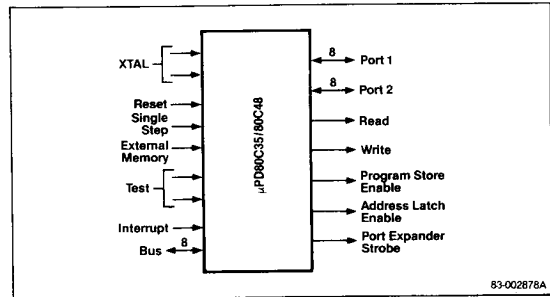 XTAL
Reset
Single
Step
External
Memory
Test
Interrupt
Bus
8
µPD80C35/80C48
8
Port 1
8
Port 2
Read
Write
Program Store
Enable
Address Latch
Enable
Port Expander
Strobe
83-002878A